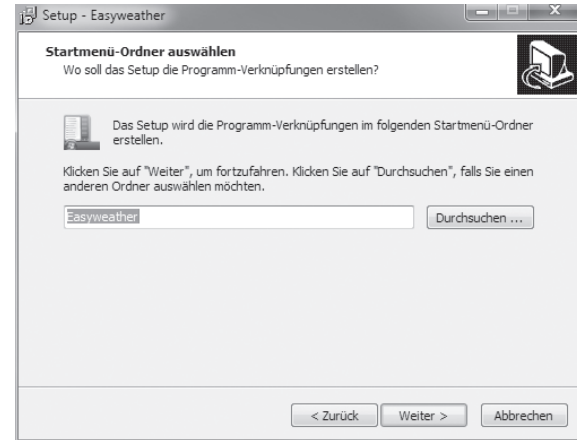 Setup - Easyweather
Startmenü-Ordner auswählen
Wo soll das Setup die Programm-Verknüpfungen erstellen?
Das Setup wird die Programm-Verknüpfungen im folgenden Startmenü-Ordner
erstellen.
Klicken Sie auf "Weiter", um fortzufahren. Klicken Sie auf "Durchsuchen", falls Sie einen
anderen Ordner auswählen möchten.
Easyweather
Durchsuchen ...
< Zurück
Weiter >
Abbrechen